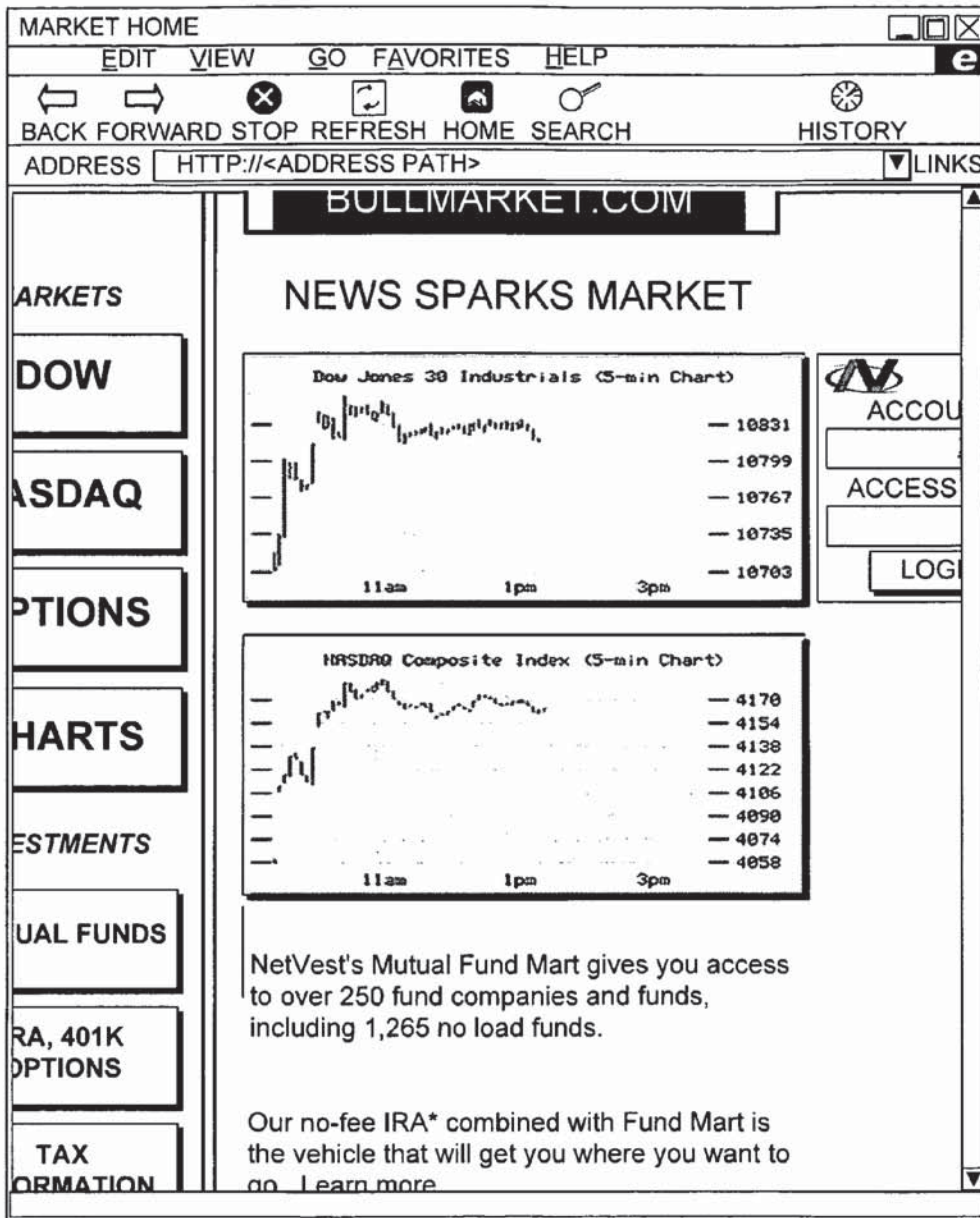 MARKET HOME
EDIT VIEW GO FAVORITES HELP
e
BACK FORWARD STOP REFRESH HOME SEARCH HISTORY
ADDRESS HTTP://<ADDRESS PATH> LINKS
BULLMARKET.COM
ARKETS
DOW
ASDAQ
PTIONS
HARTS
ESTMENTS
UAL FUNDS
RA, 401K
OPTIONS
TAX
ORMATION
NEWS SPARKS MARKET
Dow Jones 30 Industrials (5-min Chart)
10831
10799
10767
10735
10703
11am 1pm 3pm
ACCOU
ACCESS
LOGI
NASDAQ Composite Index (5-min Chart)
4170
4154
4138
4122
4106
4090
4074
4058
11am 1pm 3pm
NetVest's Mutual Fund Mart gives you access
to over 250 fund companies and funds,
including 1,265 no load funds.
Our no-fee IRA* combined with Fund Mart is
the vehicle that will get you where you want to
go. Learn more